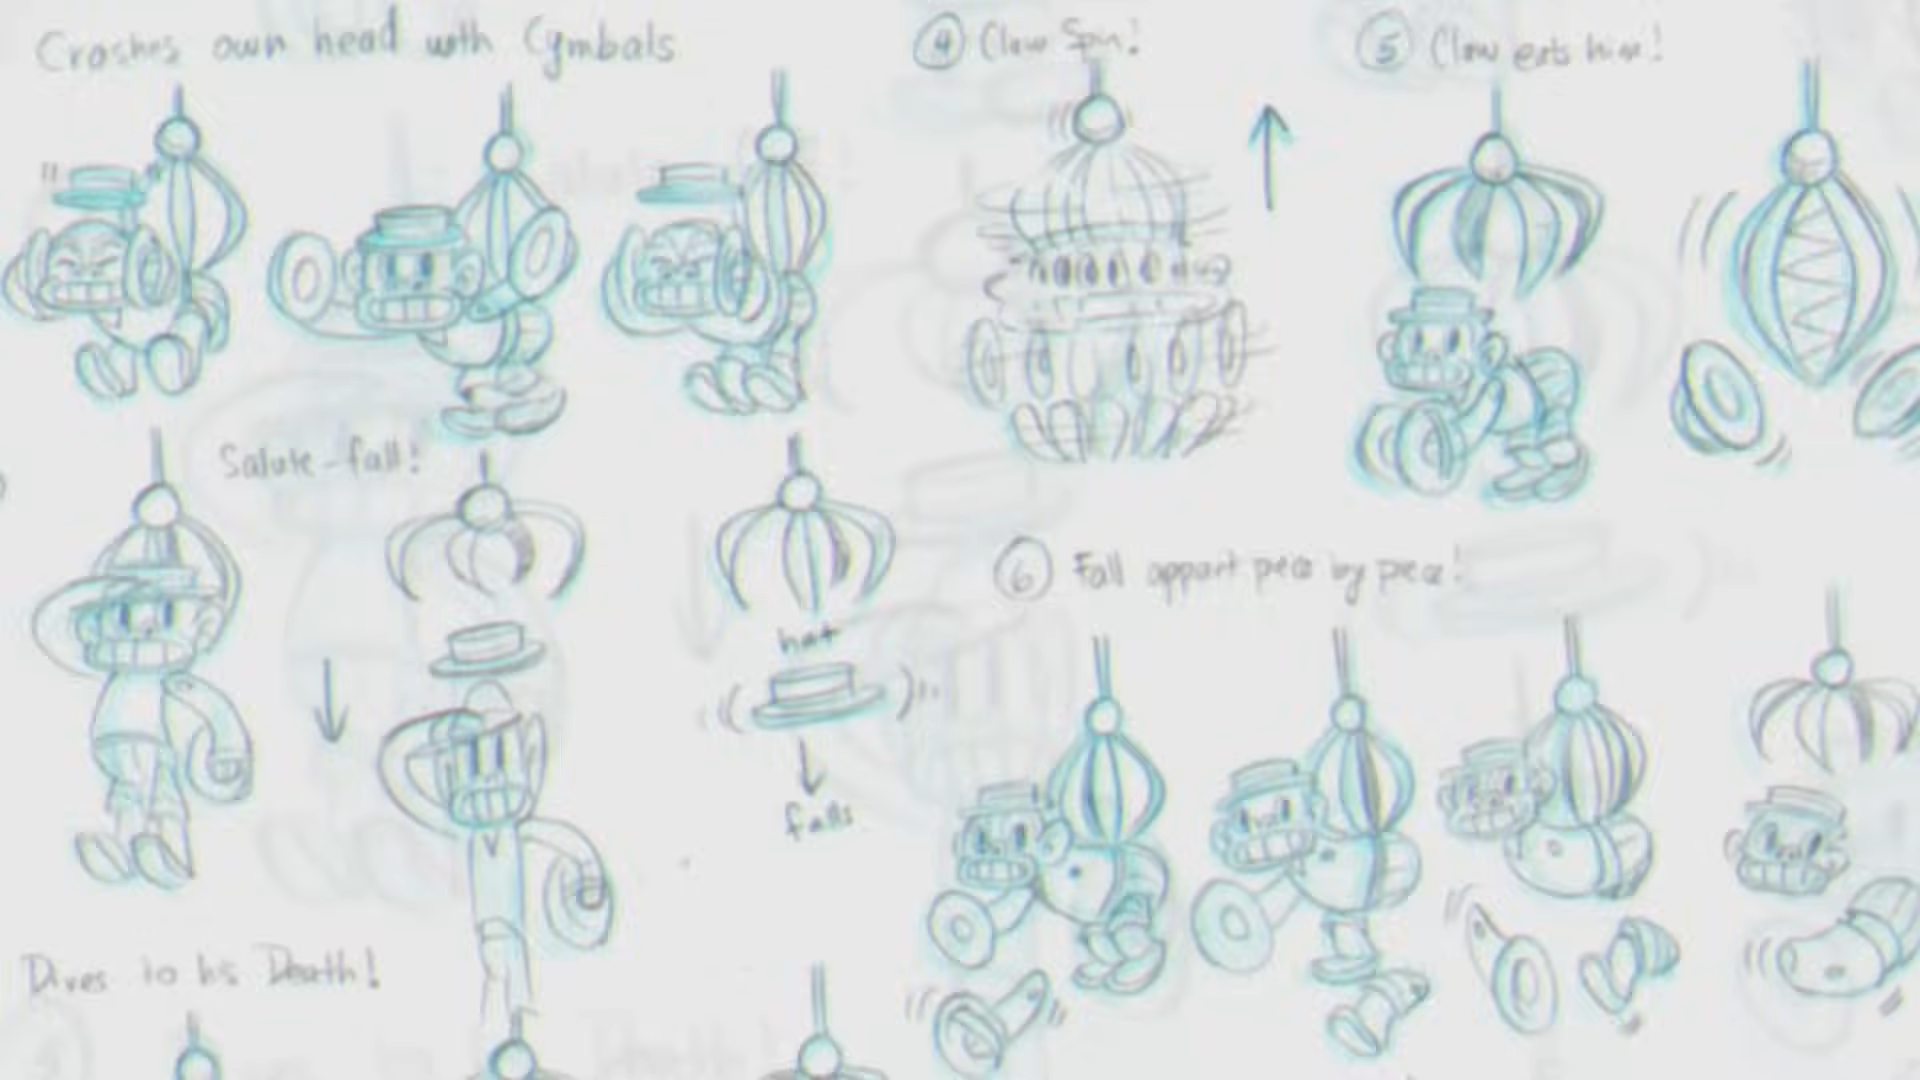 Crashes own head with Cymbals
④ Claw Spin!
⑤ Claw eats him!
Salute-fall!
hat
falls
⑥ Fall appart pece by pece!
Dives to his Death!